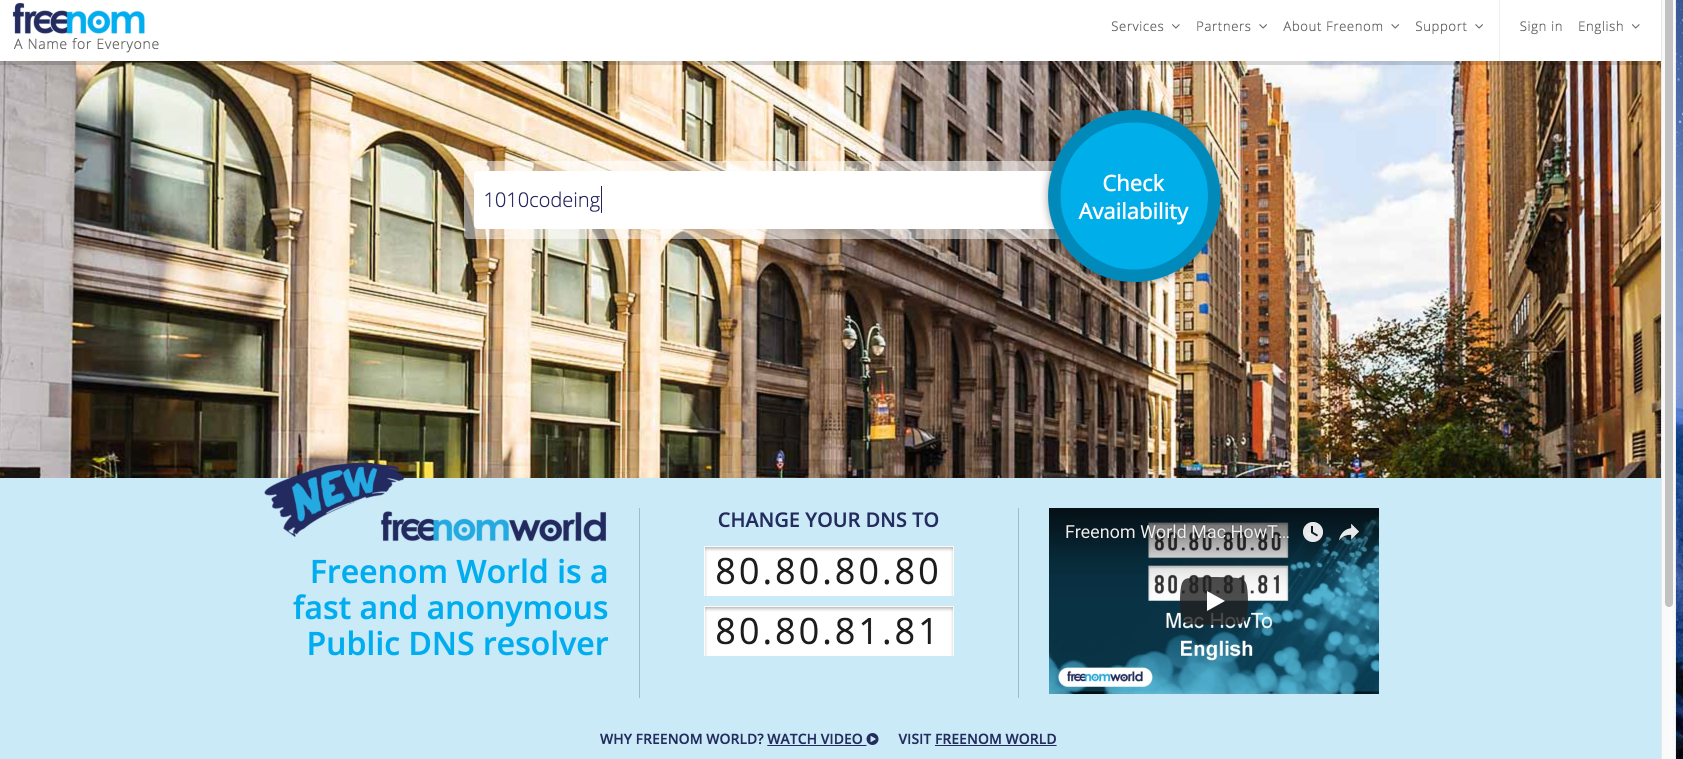 freenom
A Name for Everyone
Services Partners About Freenom Support Sign in English
1010codeing
Check
Availability
NEW
freenomworld
Freenom World is a
fast and anonymous
Public DNS resolver
CHANGE YOUR DNS TO
80.80.80.80
80.80.81.81
Freenom World Mac HowT...
80.80.80.80
80.80.81.81
Mac HowTo
English
freenomworld
WHY FREENOM WORLD? WATCH VIDEO VISIT FREENOM WORLD